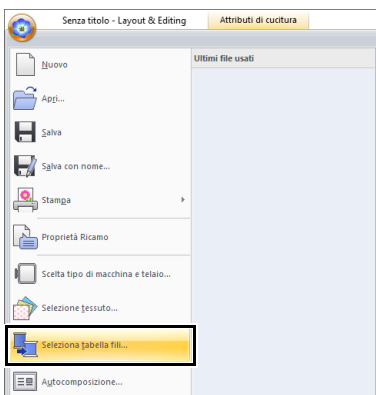 Senza titolo - Layout & Editing
Attributi di cucitura
Ultimi file usati
Nuovo
Apri...
Salva
Salva con nome...
Stampa
Proprietà Ricamo
Scelta tipo di macchina e telaio...
Selezione tessuto...
Seleziona tabella fili...
Autocomposizione...